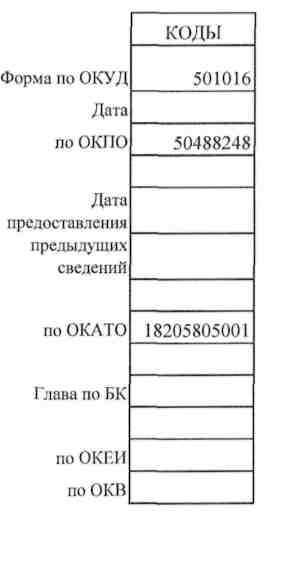 КОДЫ
Форма по ОКУД 501016
Дата
по ОКПО 50488248
Дата
предоставления
предыдущих
сведений
по ОКАТО 18205805001
Глава по БК
по ОКЕИ
по ОКВ